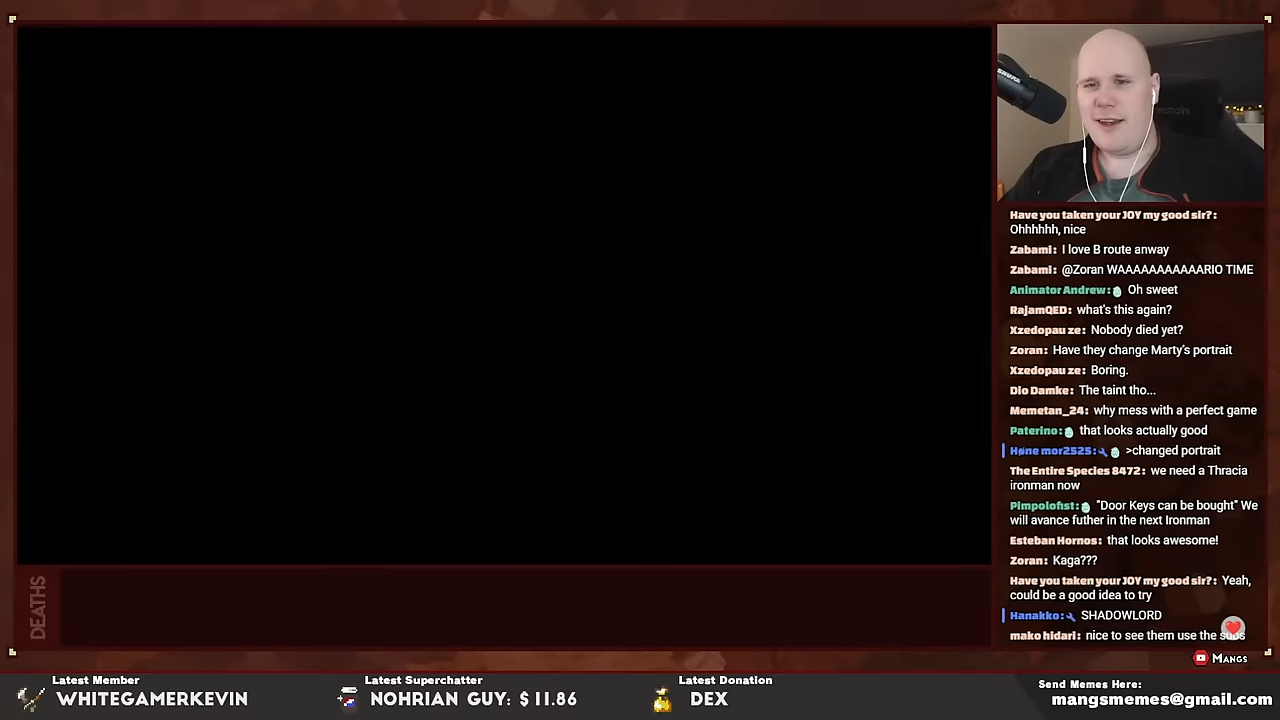 SHURE
Have you taken your JOY my good sir?:
Ohhhhhh, nice
Zabami: I love B route anway
Zabami: @Zoran WAAAAAAAAAAARIO TIME
Animator Andrew: Oh sweet
RajamQED: what's this again?
Xzedopau ze: Nobody died yet?
Zoran: Have they change Marty's portrait
Xzedopau ze: Boring.
Dio Damke: The taint tho...
Memetan_24: why mess with a perfect game
Paterino: that looks actually good
Høne mor2525: >changed portrait
The Entire Species 8472: we need a Thracia
ironman now
Pimpolofist: "Door Keys can be bought" We
will avance futher in the next Ironman
Esteban Hornos: that looks awesome!
Zoran: Kaga???
Have you taken your JOY my good sir?: Yeah,
could be a good idea to try
Hanakko: SHADOWLORD
mako hidari: nice to see them use the subs
DEATHS
MANGS
Latest Member
WHITEGAMERKEVIN
Latest Superchatter
NOHRIAN GUY: $11.86
Latest Donation
DEX
Send Memes Here:
mangsmemes@gmail.com